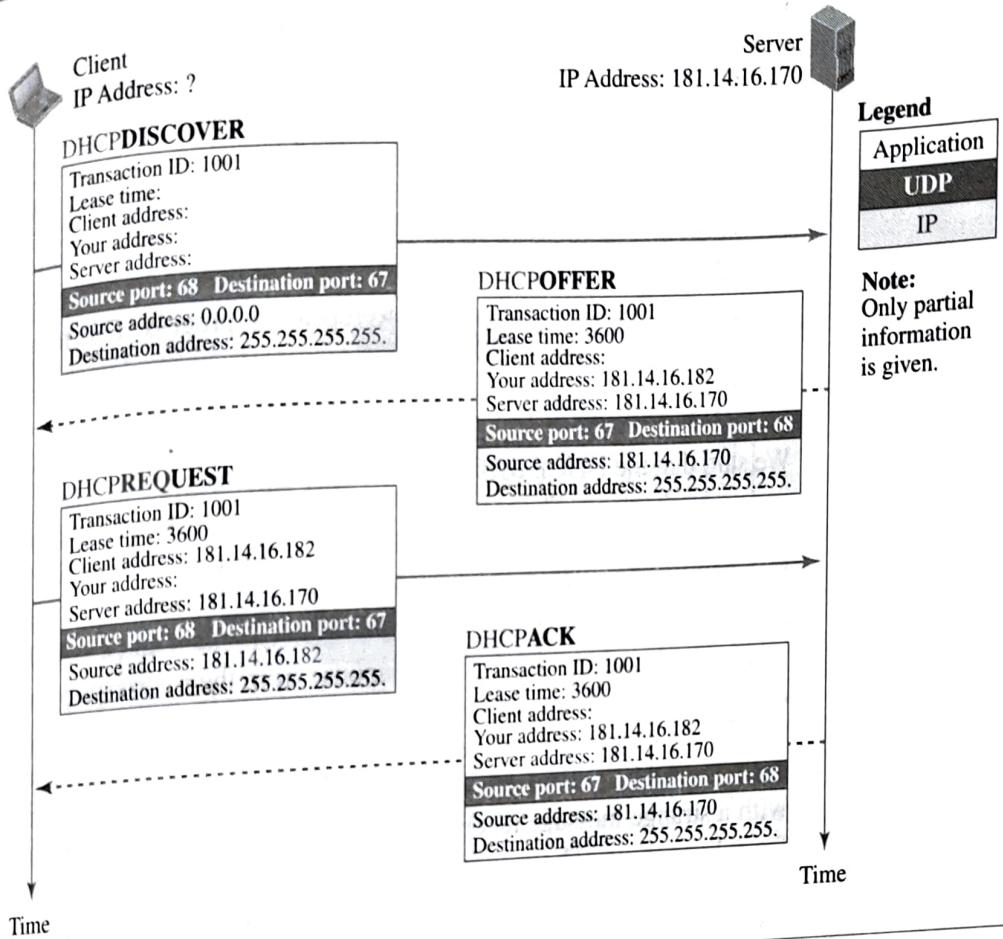 Client
IP Address: ?
Server
IP Address: 181.14.16.170
Legend
Application
UDP
IP
Note:
Only partial
information
is given.
DHCPDISCOVER
Transaction ID: 1001
Lease time:
Client address:
Your address:
Server address:
Source port: 68 Destination port: 67
Source address: 0.0.0.0
Destination address: 255.255.255.255.
DHCPOFFER
Transaction ID: 1001
Lease time: 3600
Client address:
Your address: 181.14.16.182
Server address: 181.14.16.170
Source port: 67 Destination port: 68
Source address: 181.14.16.170
Destination address: 255.255.255.255.
DHCPREQUEST
Transaction ID: 1001
Lease time: 3600
Client address: 181.14.16.182
Your address:
Server address: 181.14.16.170
Source port: 68 Destination port: 67
Source address: 181.14.16.182
Destination address: 255.255.255.255.
DHCPACK
Transaction ID: 1001
Lease time: 3600
Client address:
Your address: 181.14.16.182
Server address: 181.14.16.170
Source port: 67 Destination port: 68
Source address: 181.14.16.170
Destination address: 255.255.255.255.
Time
Time